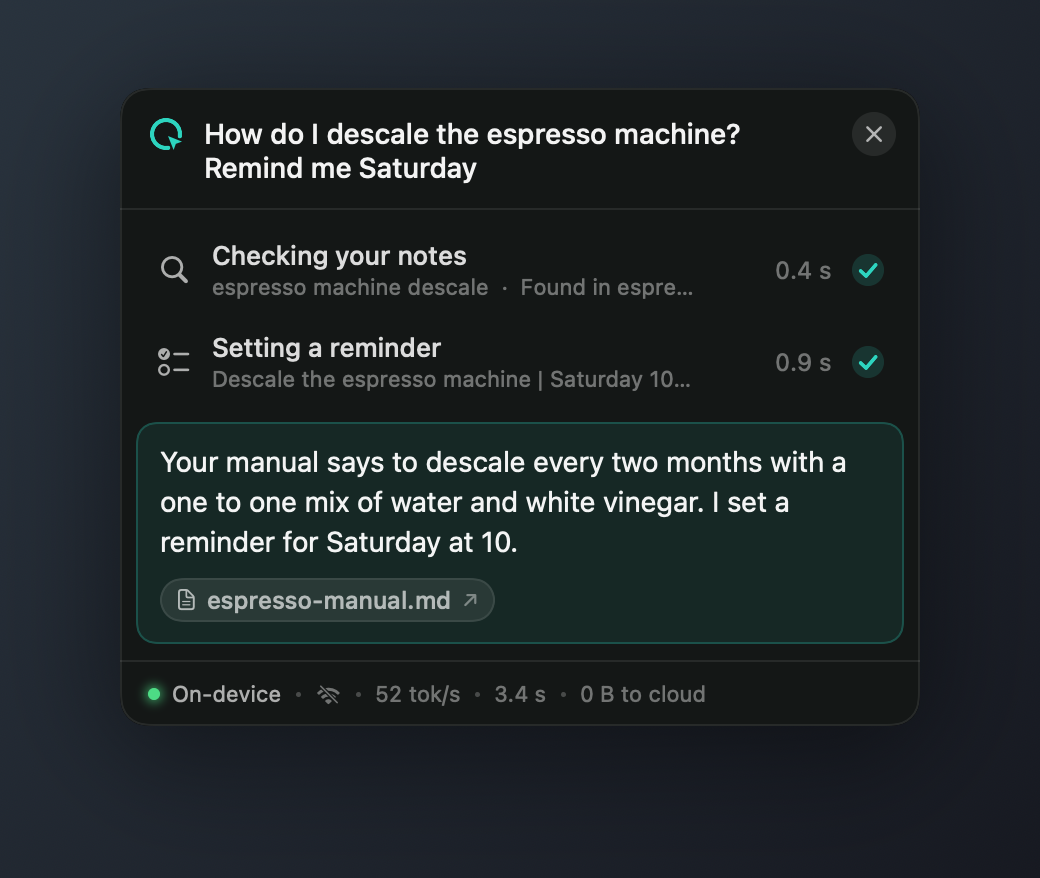 How do I descale the espresso machine?
Remind me Saturday
Checking your notes
0.4 s
espresso machine descale · Found in espre...
Setting a reminder
0.9 s
Descale the espresso machine | Saturday 10...
Your manual says to descale every two months with a
one to one mix of water and white vinegar. I set a
reminder for Saturday at 10.
espresso-manual.md
On-device • • 52 tok/s • 3.4 s • 0 B to cloud